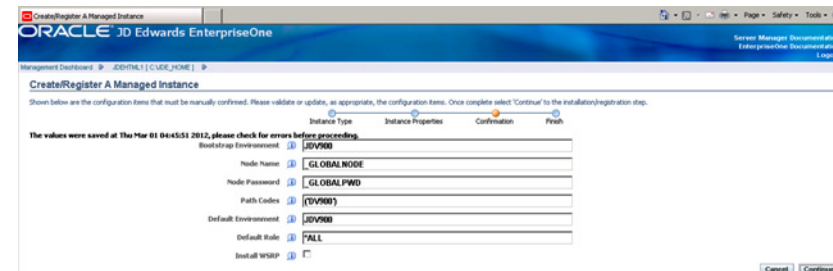 Create/Register A Managed Instance
Page Safety Tools
ORACLE JD Edwards EnterpriseOne
Server Manager Documentati
EnterpriseOne Documentati
Logo
Management Dashboard JDEHTML1 [ C:\JDE_HOME ]
Create/Register A Managed Instance
Shown below are the configuration items that must be manually confirmed. Please validate or update, as appropriate, the configuration items. Once complete select 'Continue' to the installation/registration step.
Instance Type Instance Properties Confirmation Finish
The values were saved at Thu Mar 01 04:45:51 2012, please check for errors before proceeding.
Bootstrap Environment JDV900
Node Name _GLOBALNODE
Node Password _GLOBALPWD
Path Codes ('DV900')
Default Environment JDV900
Default Role *ALL
Install WSRP
Cancel Continue